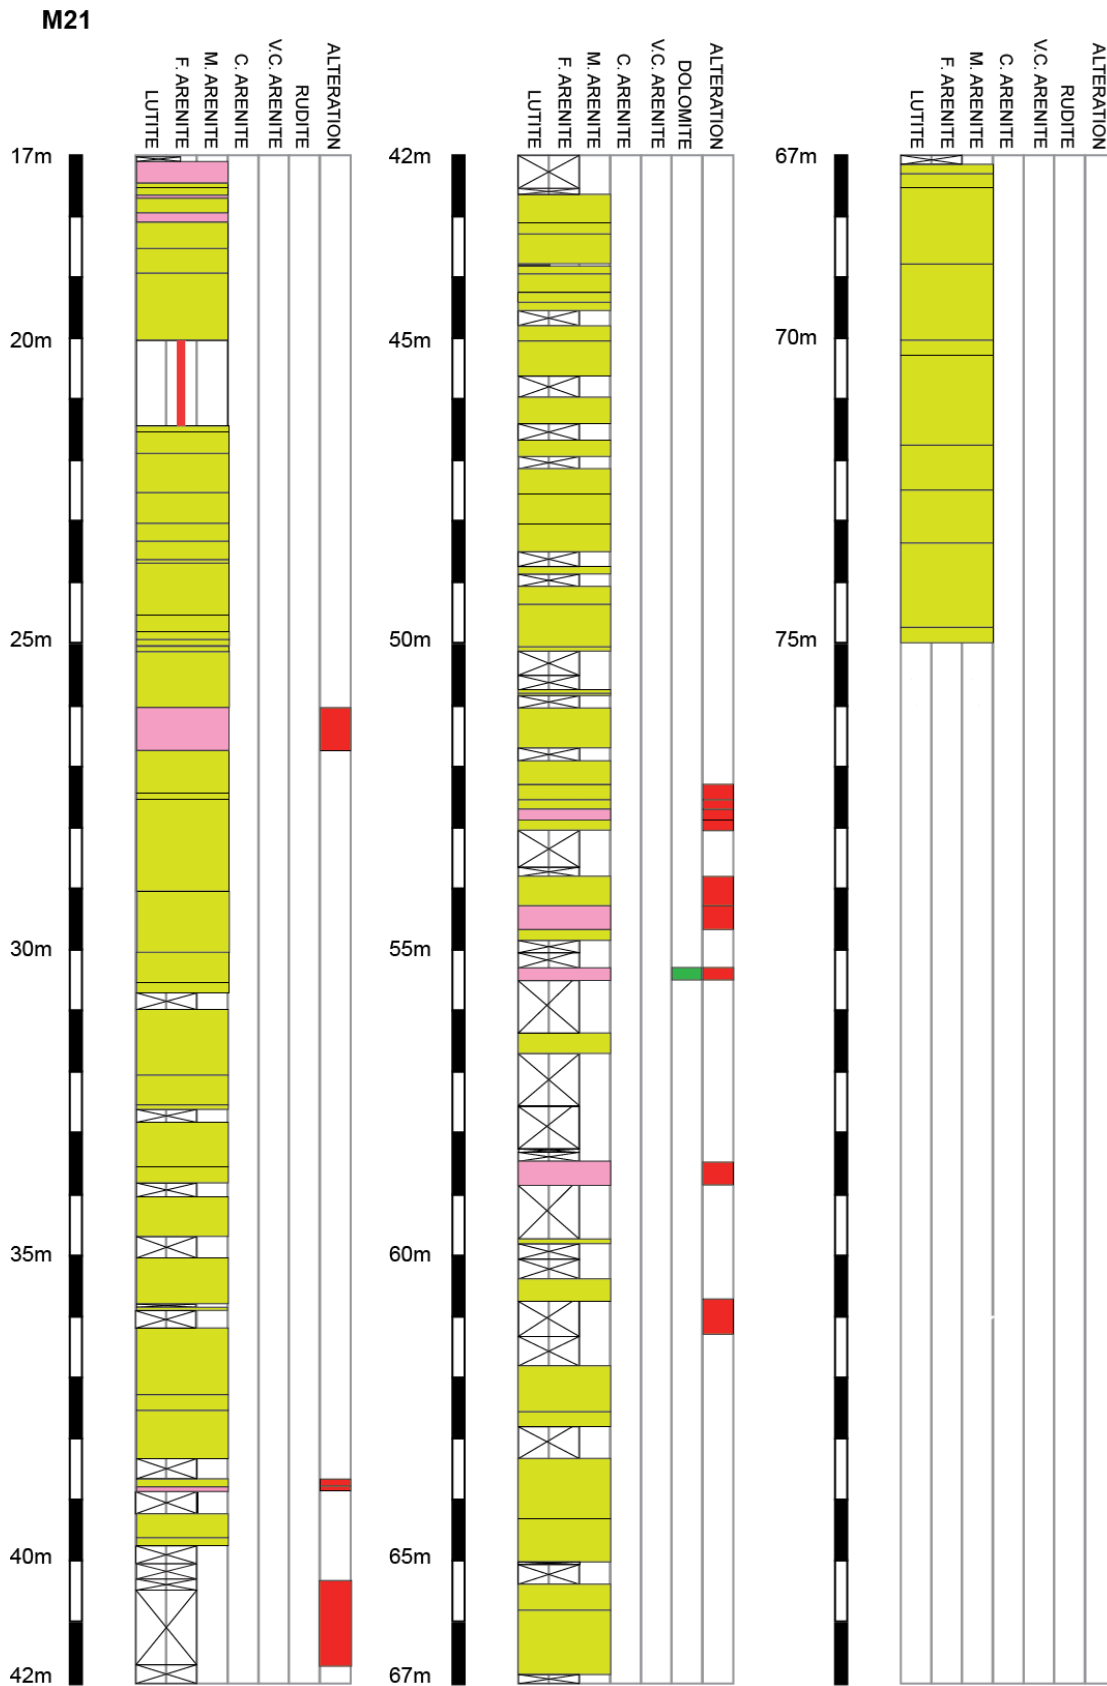 M21
LUTITE
F. ARENITE
M. ARENITE
C. ARENITE
V.C. ARENITE
RUDITE
ALTERATION
17m
20m
25m
30m
35m
40m
42m
LUTITE
F. ARENITE
M. ARENITE
C. ARENITE
V.C. ARENITE
DOLOMITE
ALTERATION
42m
45m
50m
55m
60m
65m
67m
LUTITE
F. ARENITE
M. ARENITE
C. ARENITE
V.C. ARENITE
RUDITE
ALTERATION
67m
70m
75m